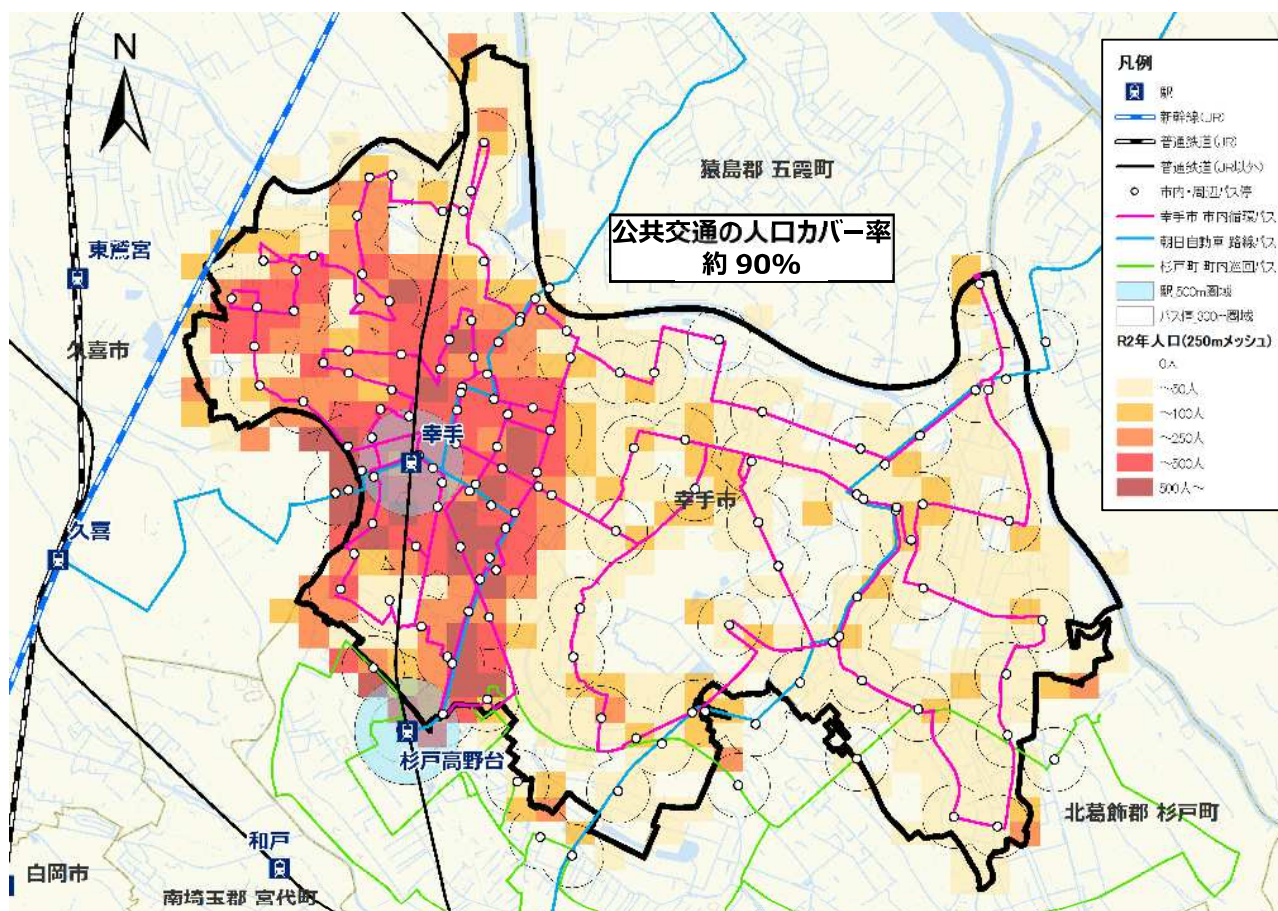 N
猿島郡 五霞町
公共交通の人口カバー率
約 90%
東鷲宮
久喜市
幸手
幸手市
久喜
杉戸高野台
和戸
白岡市
南埼玉郡 宮代町
北葛飾郡 杉戸町
凡例
駅
新幹線(JR)
普通鉄道(JR)
普通鉄道(JR以外)
市内・周辺バス停
幸手市 市内循環バス
朝日自動車 路線バス
杉戸町 町内巡回バス
駅_500m圏域
バス停_300m圏域
R2年人口(250mメッシュ)
0人
～50人
～100人
～250人
～500人
500人～